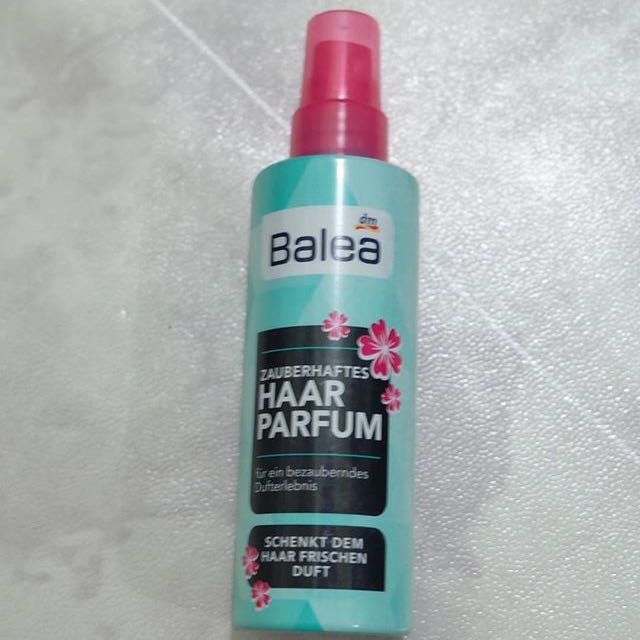 dm
Balea
ZAUBERHAFTES
HAAR
PARFUM
für ein bezauberndes
Dufterlebnis
SCHENKT DEM
HAAR FRISCHEN
DUFT